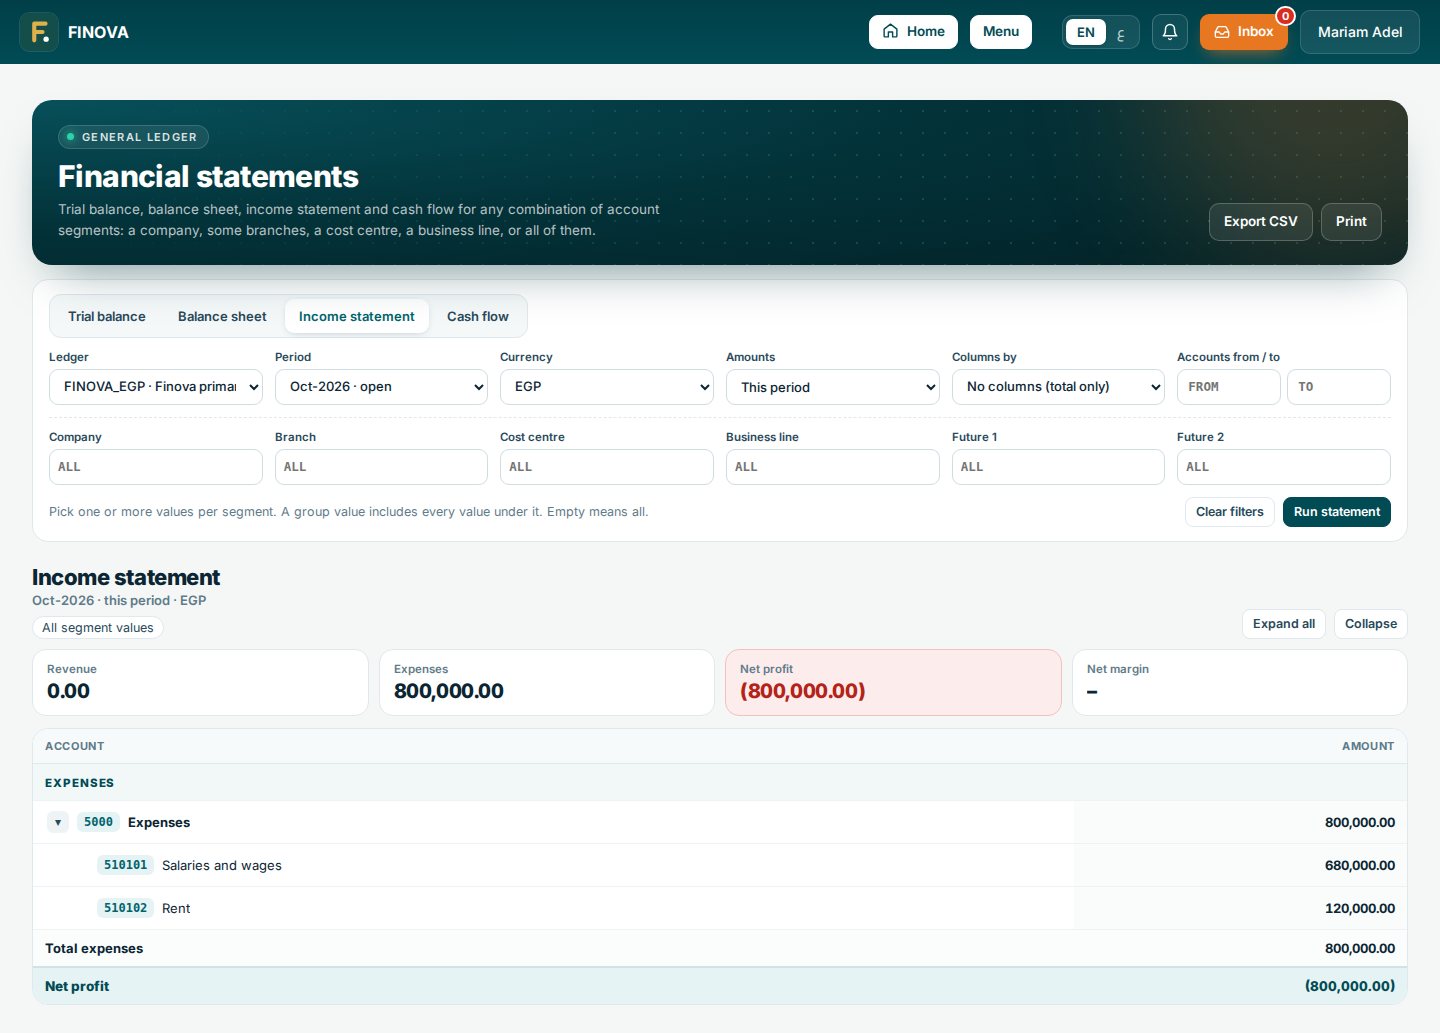 FINOVA
Home
Menu
EN
ع
Inbox
0
Mariam Adel
GENERAL LEDGER
Financial statements
Trial balance, balance sheet, income statement and cash flow for any combination of account
segments: a company, some branches, a cost centre, a business line, or all of them.
Export CSV
Print
Trial balance
Balance sheet
Income statement
Cash flow
Ledger
Period
Currency
Amounts
Columns by
Accounts from / to
FINOVA_EGP · Finova primar
Oct-2026 · open
EGP
This period
No columns (total only)
FROM
TO
Company
Branch
Cost centre
Business line
Future 1
Future 2
ALL
ALL
ALL
ALL
ALL
ALL
Pick one or more values per segment. A group value includes every value under it. Empty means all.
Clear filters
Run statement
Income statement
Oct-2026 · this period · EGP
All segment values
Expand all
Collapse
Revenue
0.00
Expenses
800,000.00
Net profit
(800,000.00)
Net margin
–
ACCOUNT AMOUNT
EXPENSES
5000 Expenses 800,000.00
510101 Salaries and wages 680,000.00
510102 Rent 120,000.00
Total expenses 800,000.00
Net profit (800,000.00)